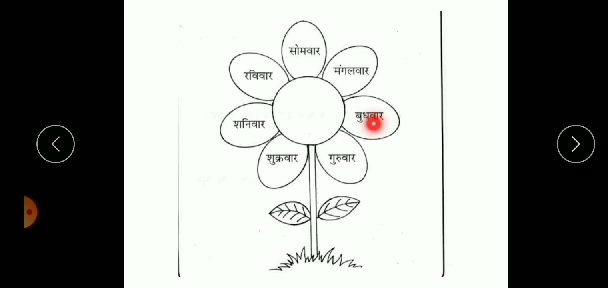 सोमवार
मंगलवार
बुधवार
गुरुवार
शुक्रवार
शनिवार
रविवार